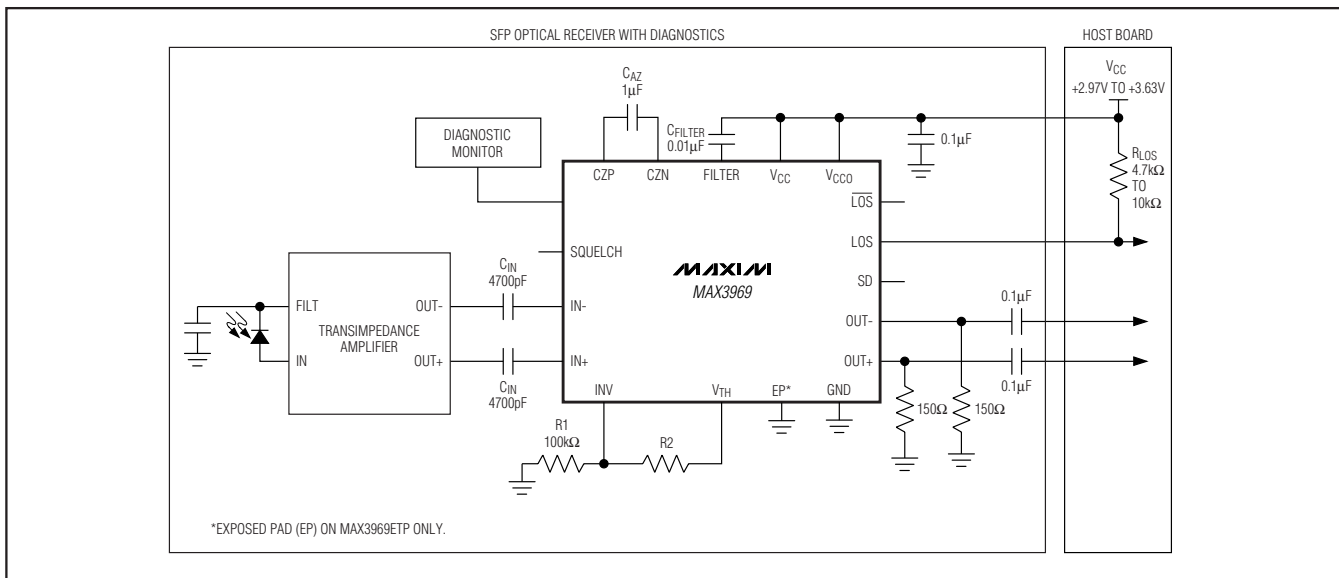 SFP OPTICAL RECEIVER WITH DIAGNOSTICS
HOST BOARD
VCC
+2.97V TO +3.63V
CAZ
1μF
DIAGNOSTIC
MONITOR
CFILTER
0.01μF
0.1μF
RLOS
4.7kΩ
TO
10kΩ
CZP
CZN
FILTER
VCC
VCCO
LOS
LOS
SQUELCH
MAXIM
MAX3969
SD
CIN
4700pF
FILT
OUT-
IN-
OUT-
0.1μF
TRANSIMPEDANCE
AMPLIFIER
IN
OUT+
IN+
OUT+
0.1μF
CIN
4700pF
INV
VTH
EP*
GND
150Ω
150Ω
R1
100kΩ
R2
*EXPOSED PAD (EP) ON MAX3969ETP ONLY.